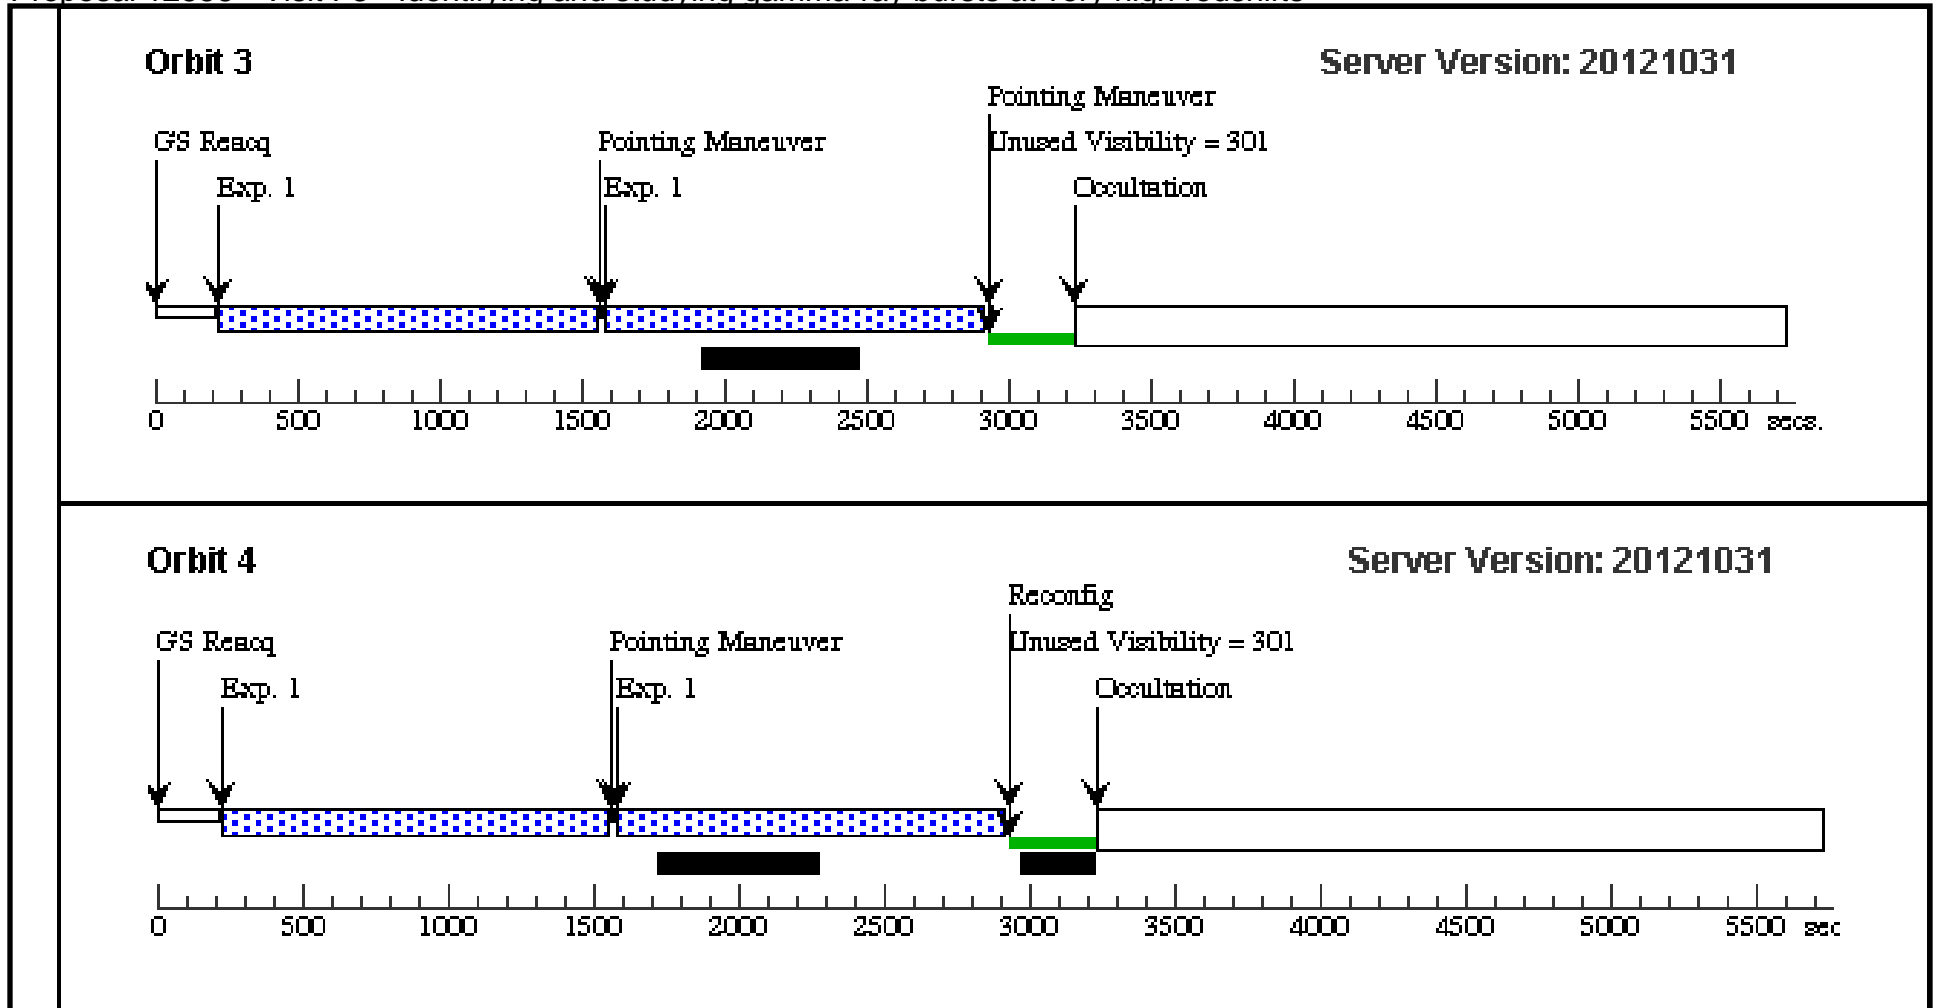 Orbit 3
Server Version: 20121031
Pointing Maneuver
GS Reacq
Pointing Maneuver
Unused Visibility = 301
Exp. 1
Exp. 1
Occultation
0 500 1000 1500 2000 2500 3000 3500 4000 4500 5000 5500 secs.
Orbit 4
Server Version: 20121031
Reconfig
GS Reacq
Pointing Maneuver
Unused Visibility = 301
Exp. 1
Exp. 1
Occultation
0 500 1000 1500 2000 2500 3000 3500 4000 4500 5000 5500 sec